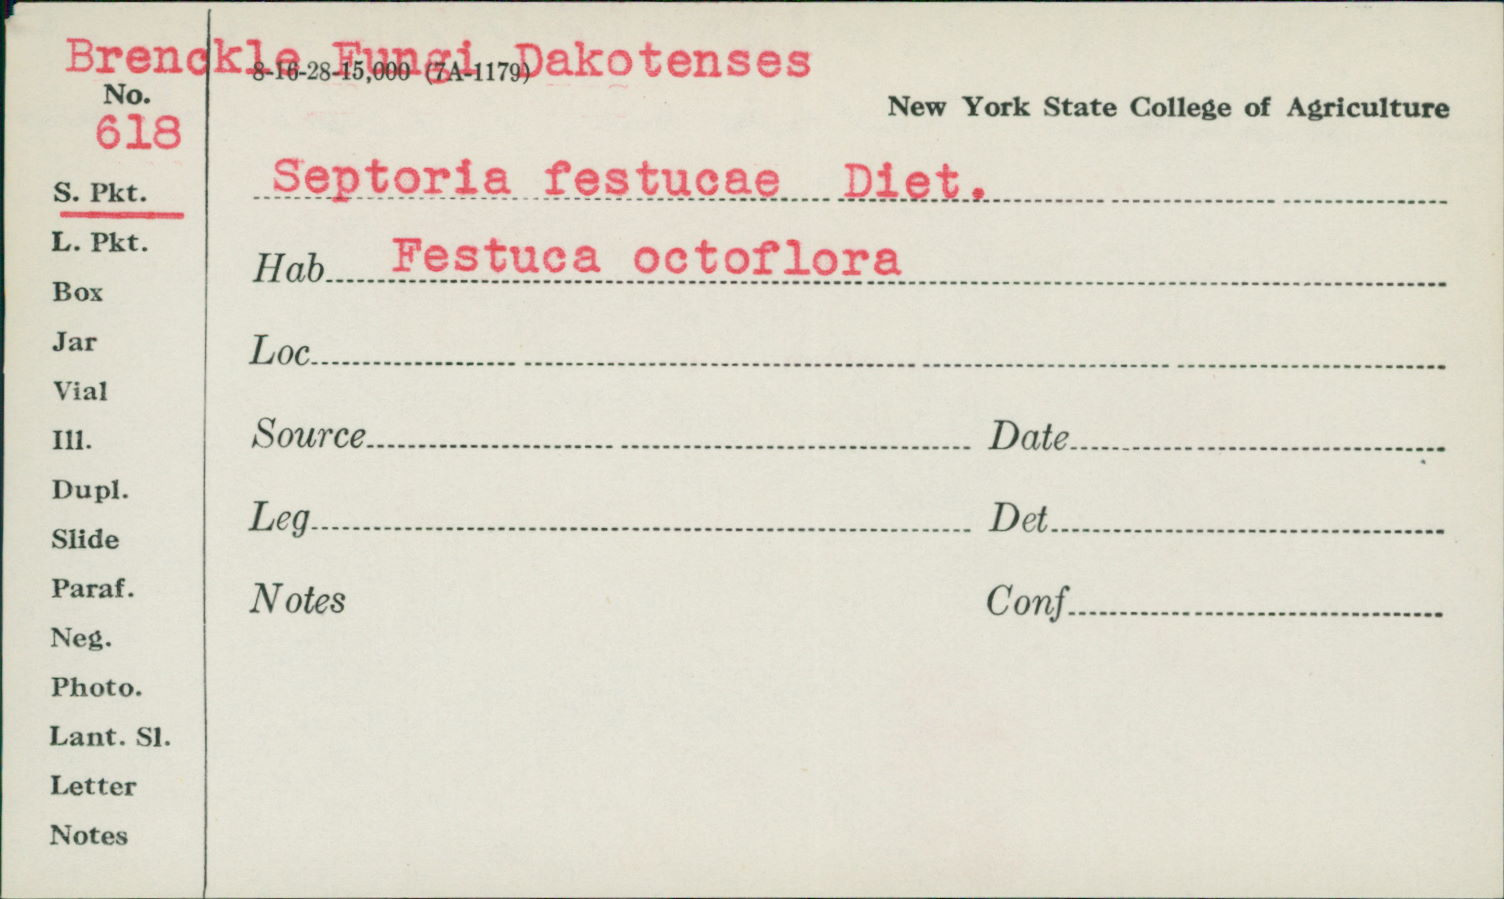 Brenckle Fungi Dakotenses
8-16-28-15,000 (7A-1179)
No.
618
New York State College of Agriculture
Septoria festucae Diet.
S. Pkt.
L. Pkt.
Hab Festuca octoflora
Box
Jar
Loc
Vial
Ill.
Source Date
Dupl.
Leg Det
Slide
Paraf.
Notes Conf
Neg.
Photo.
Lant. Sl.
Letter
Notes